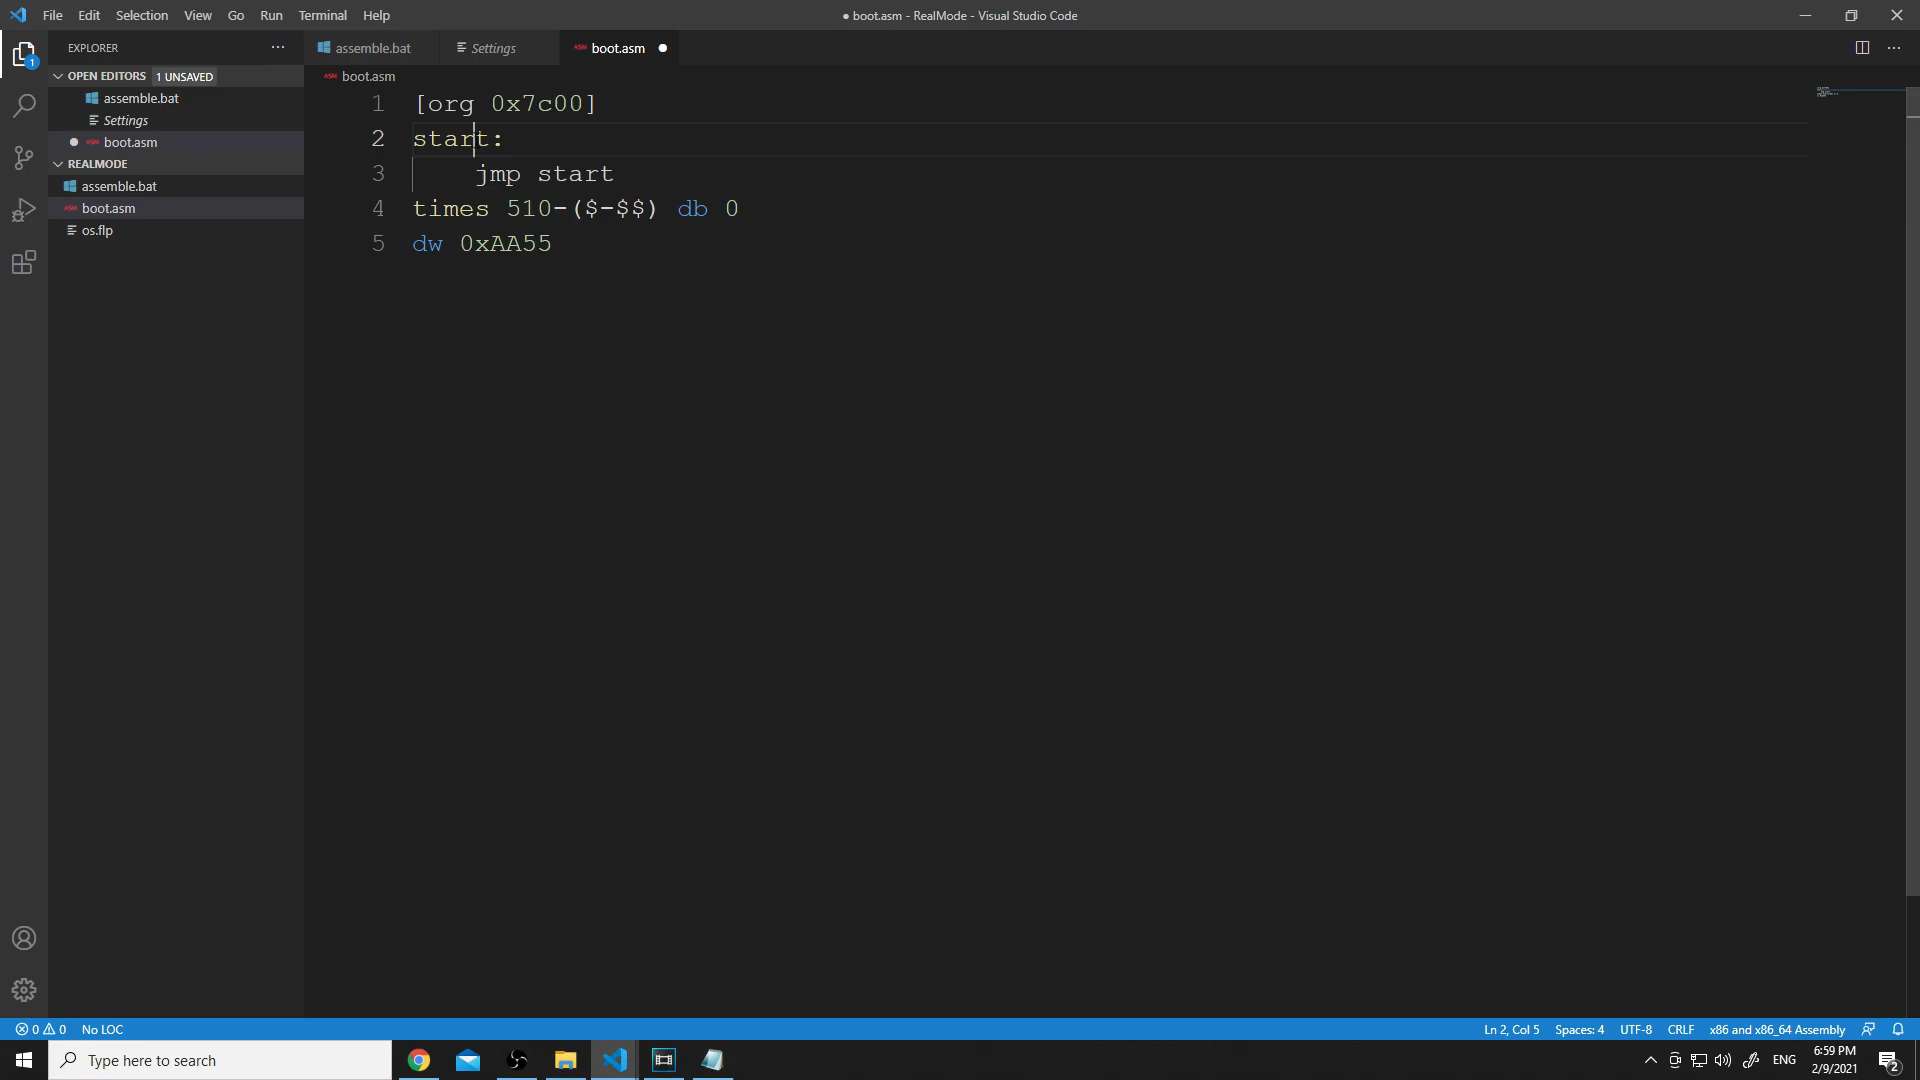 File Edit Selection View Go Run Terminal Help
● boot.asm - RealMode - Visual Studio Code
EXPLORER
1
OPEN EDITORS 1 UNSAVED
assemble.bat
Settings
boot.asm
REALMODE
assemble.bat
boot.asm
os.flp
assemble.bat Settings boot.asm
boot.asm
1 [org 0x7c00]
2 start:
3 jmp start
4 times 510-($-$$) db 0
5 dw 0xAA55
0 0 No LOC
Ln 2, Col 5 Spaces: 4 UTF-8 CRLF x86 and x86_64 Assembly
Type here to search
ENG
6:59 PM
2/9/2021
2